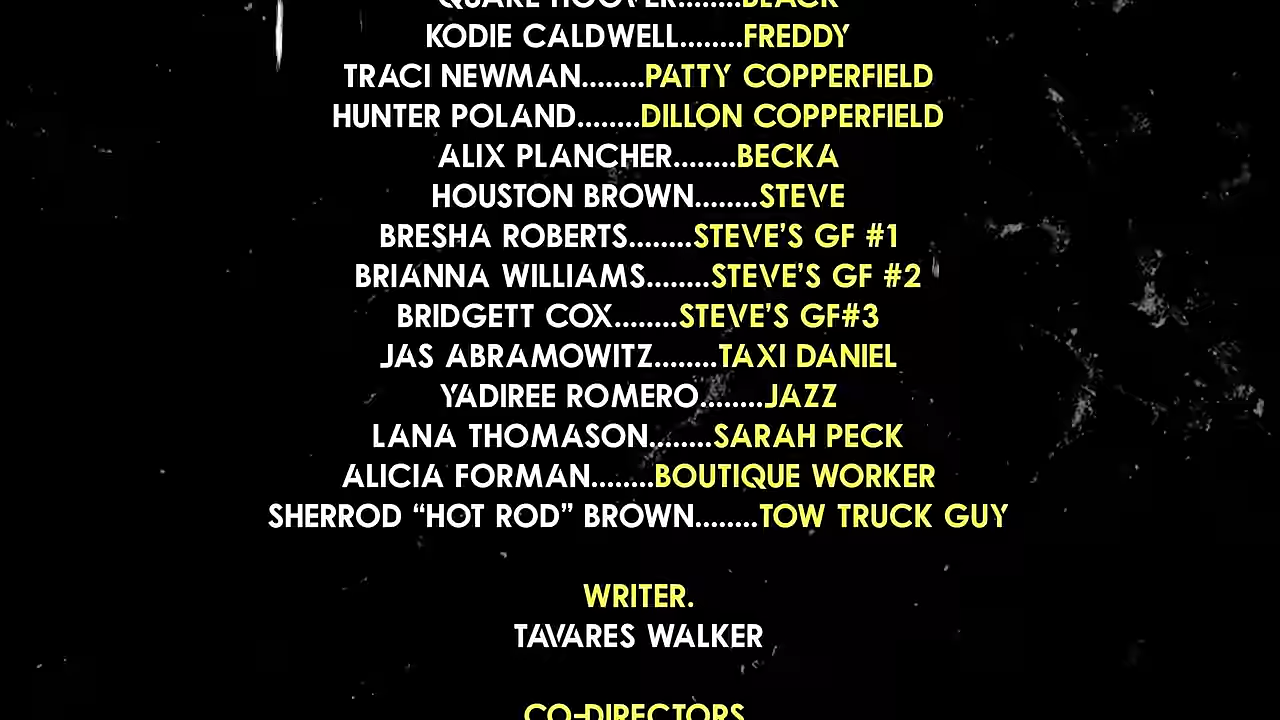 KODIE CALDWELL........FREDDY
TRACI NEWMAN........PATTY COPPERFIELD
HUNTER POLAND........DILLON COPPERFIELD
ALIX PLANCHER........BECKA
HOUSTON BROWN........STEVE
BRESHA ROBERTS........STEVE'S GF #1
BRIANNA WILLIAMS........STEVE'S GF #2
BRIDGETT COX........STEVE'S GF#3
JAS ABRAMOWITZ........TAXI DANIEL
YADIREE ROMERO........JAZZ
LANA THOMASON........SARAH PECK
ALICIA FORMAN........BOUTIQUE WORKER
SHERROD “HOT ROD” BROWN........TOW TRUCK GUY
WRITER.
TAVARES WALKER
CO-DIRECTORS